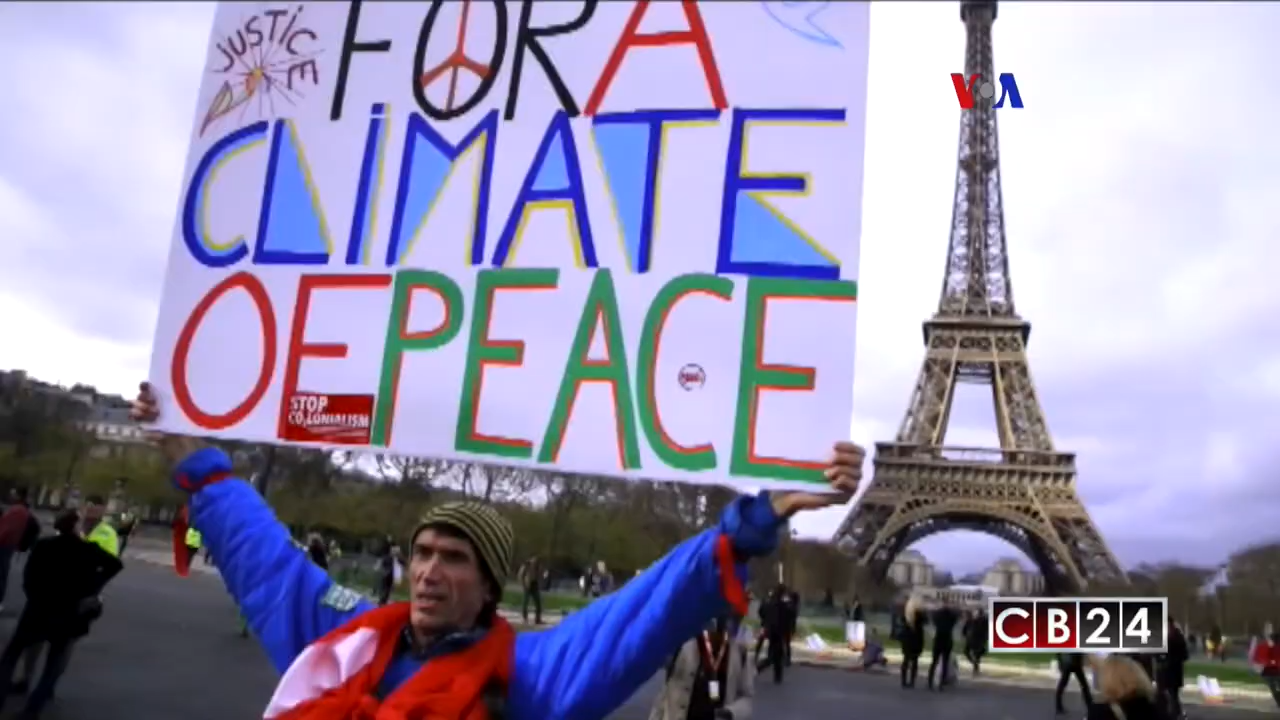 JUSTiCE
FOR A
VOA
CLiMATE
OF PEACE
STOP
COLONIALISM
CB24